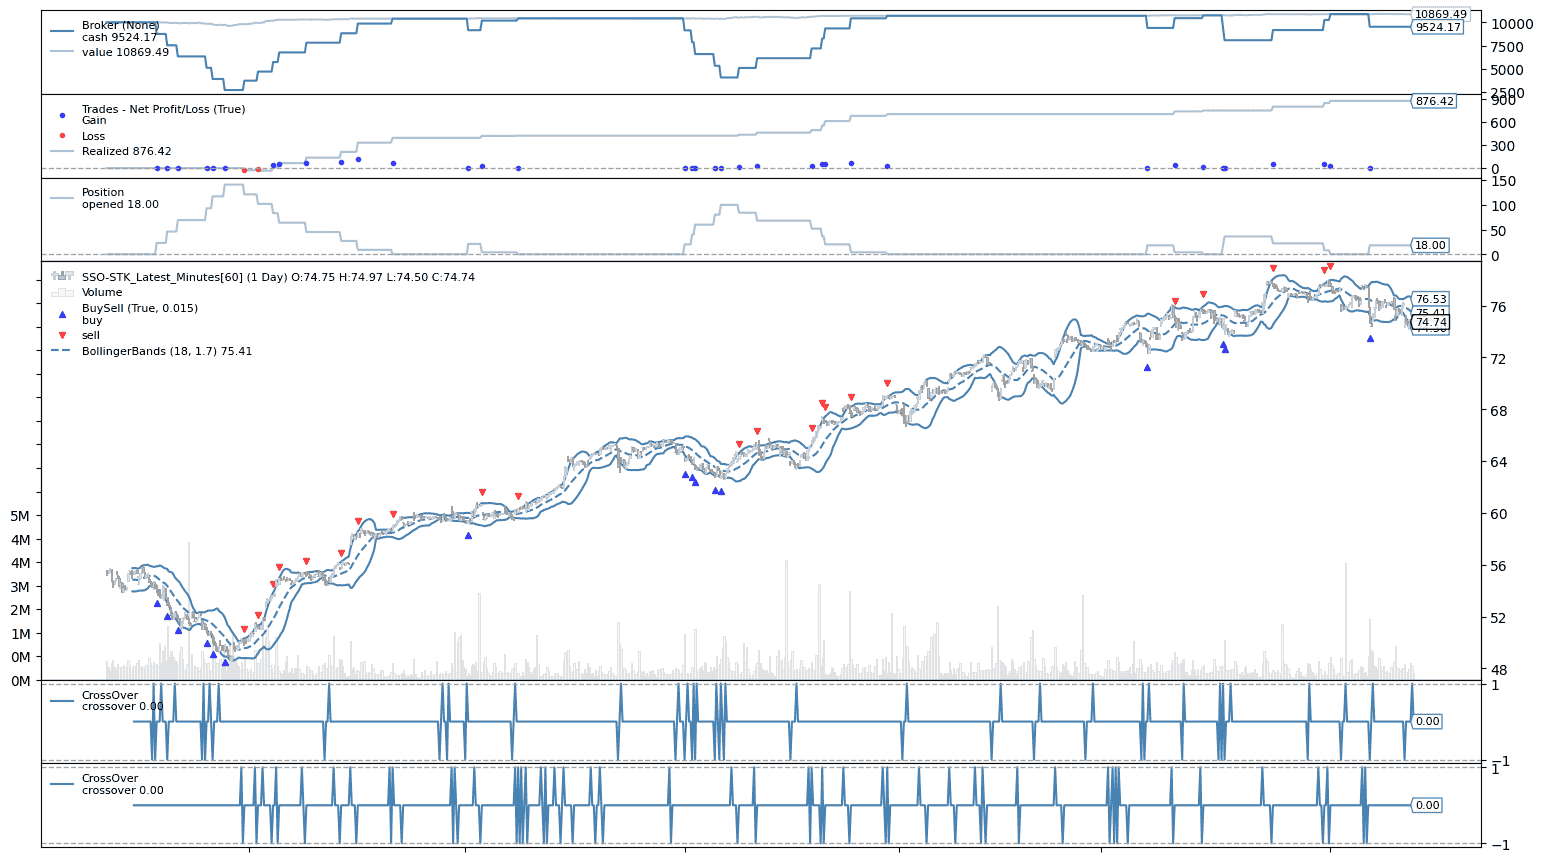 Broker (None)
cash 9524.17
value 10869.49
10869.49
9524.17
10000
7500
5000
2500
Trades - Net Profit/Loss (True)
Gain
Loss
Realized 876.42
876.42
900
600
300
0
Position
opened 18.00
18.00
150
100
50
0
SSO-STK_Latest_Minutes[60] (1 Day) O:74.75 H:74.97 L:74.50 C:74.74
Volume
BuySell (True, 0.015)
buy
sell
BollingerBands (18, 1.7) 75.41
76.53
75.41
74.74
76
72
68
64
60
56
52
48
5M
4M
4M
3M
2M
1M
0M
0M
CrossOver
crossover 0.00
1
0.00
−1
CrossOver
crossover 0.00
1
0.00
−1